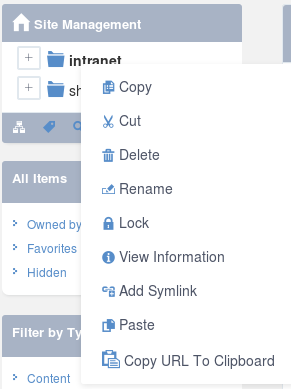 Site Management
intranet
sh
Copy
Cut
Delete
Rename
Lock
View Information
Add Symlink
Paste
Copy URL To Clipboard
All Items
Owned by
Favorites
Hidden
Filter by Ty
Content